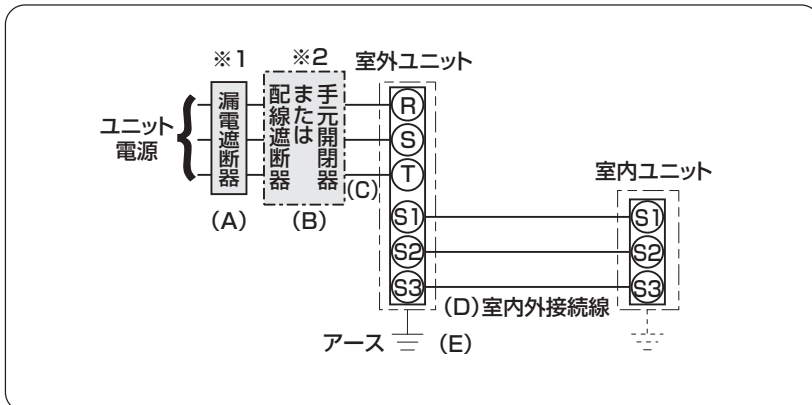 ※1
※2
室外ユニット
ユニット
電源
漏電遮断器
(A)
手元開閉器
または
配線遮断器
(B)
(C)
R
S
T
S1
S2
S3
室内ユニット
S1
S2
S3
(D)室内外接続線
アース
(E)